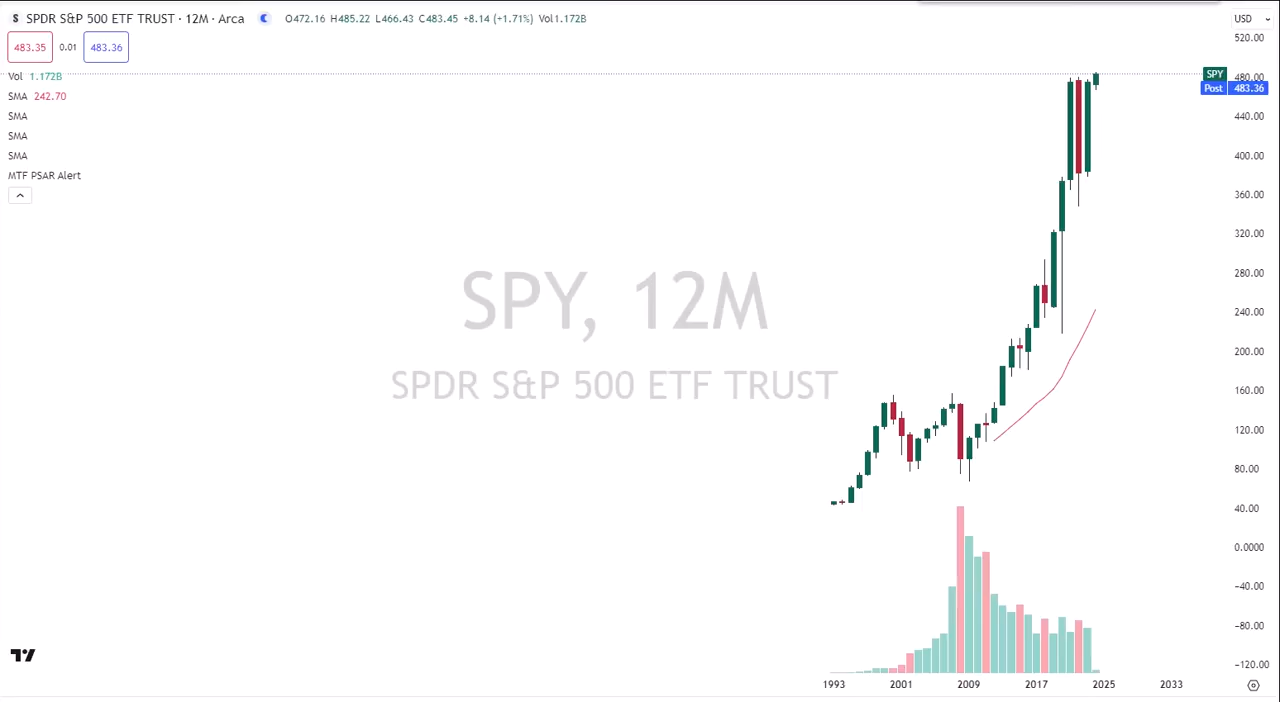 S SPDR S&P 500 ETF TRUST · 12M · Arca O472.16 H485.22 L466.43 C483.45 +8.14 (+1.71%) Vol1.172B
USD
483.35 0.01 483.36
Vol 1.172B
SMA 242.70
SMA
SMA
SMA
MTF PSAR Alert
SPY, 12M
SPDR S&P 500 ETF TRUST
520.00
SPY 480.00
Post 483.36
440.00
400.00
360.00
320.00
280.00
240.00
200.00
160.00
120.00
80.00
40.00
0.0000
−40.00
−80.00
−120.00
1993 2001 2009 2017 2025 2033